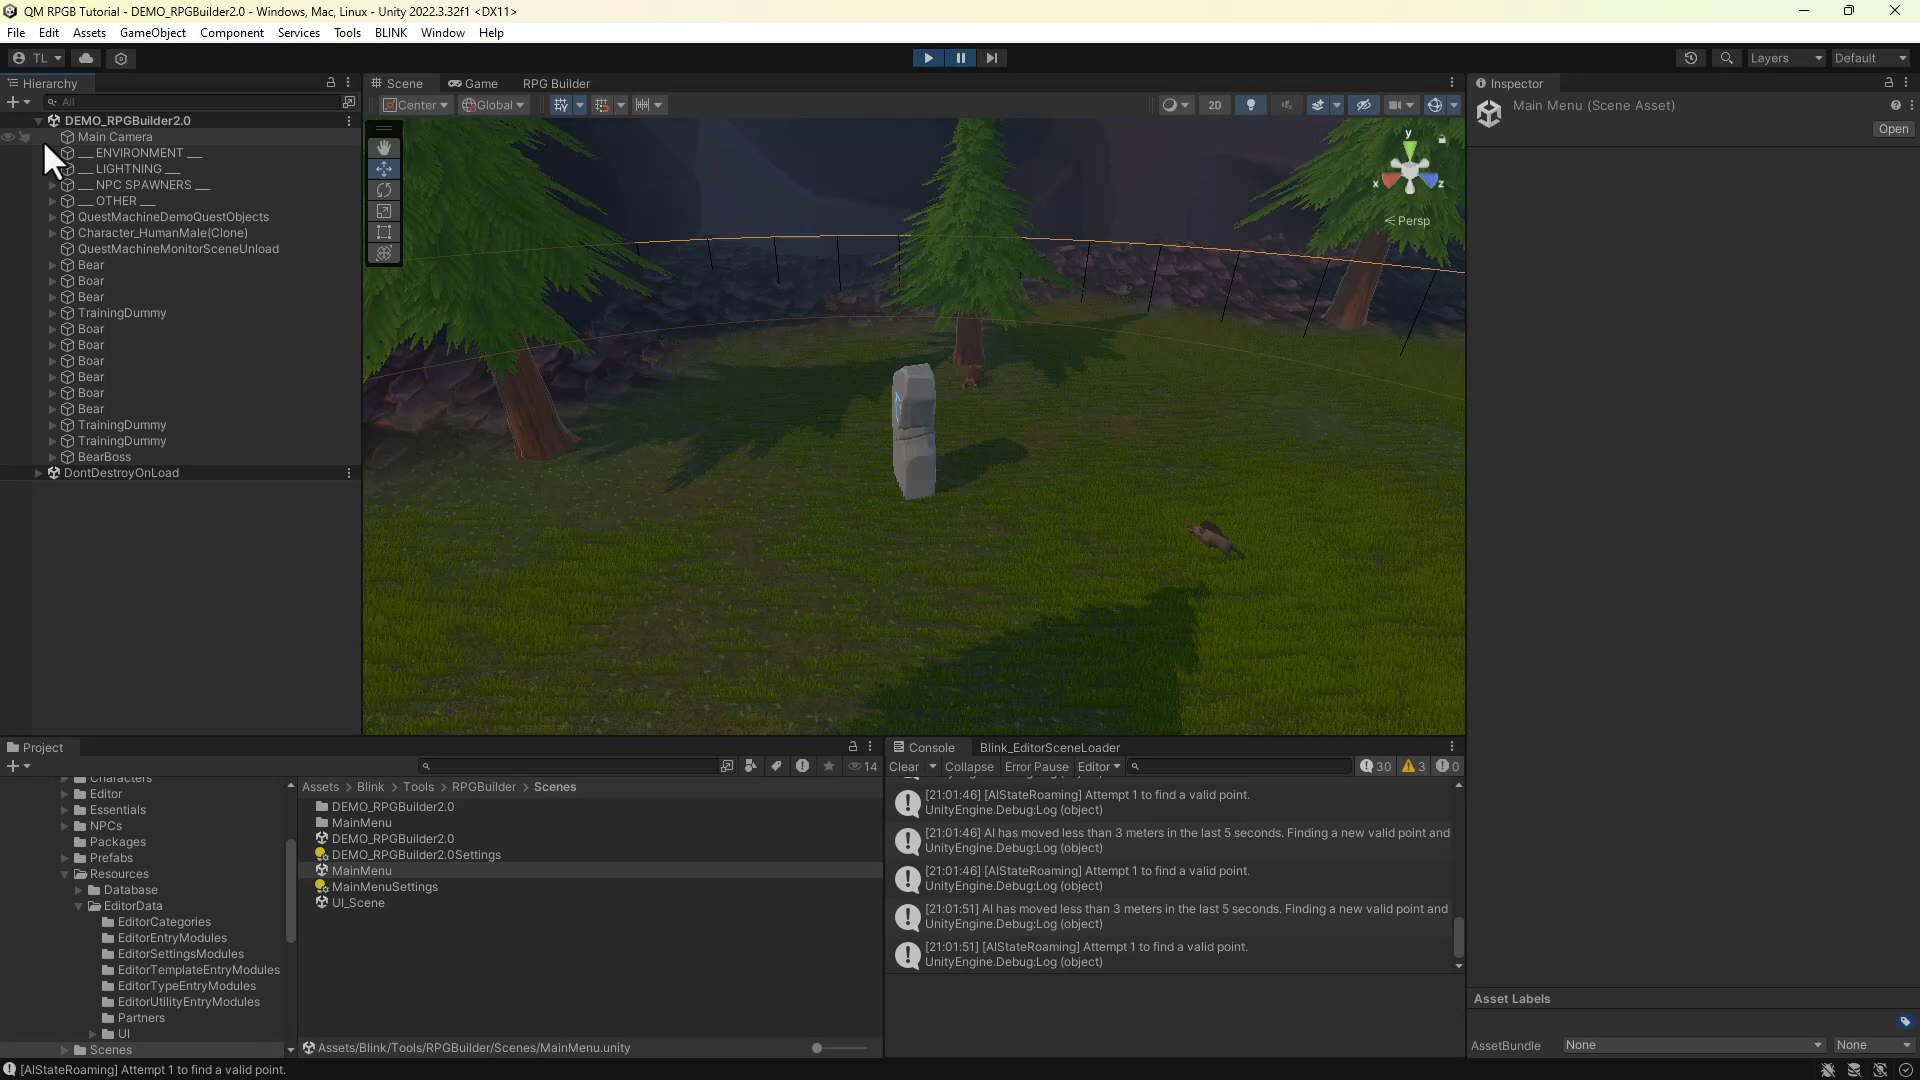 QM RPGB Tutorial - DEMO_RPGBuilder2.0 - Windows, Mac, Linux - Unity 2022.3.32f1 <DX11>
File Edit Assets GameObject Component Services Tools BLINK Window Help
TL
Layers
Default
Hierarchy
All
DEMO_RPGBuilder2.0
Main Camera
__ ENVIRONMENT __
__ LIGHTNING __
__ NPC SPAWNERS __
__ OTHER __
QuestMachineDemoQuestObjects
Character_HumanMale(Clone)
QuestMachineMonitorSceneUnload
Bear
Boar
Bear
TrainingDummy
Boar
Boar
Boar
Bear
Boar
Bear
TrainingDummy
TrainingDummy
BearBoss
DontDestroyOnLoad
Scene
Game
RPG Builder
Center
Global
2D
y
x
z
Persp
Inspector
Main Menu (Scene Asset)
Open
Project
14
Characters
Editor
Essentials
NPCs
Packages
Prefabs
Resources
Database
EditorData
EditorCategories
EditorEntryModules
EditorSettingsModules
EditorTemplateEntryModules
EditorTypeEntryModules
EditorUtilityEntryModules
Partners
UI
Scenes
Assets > Blink > Tools > RPGBuilder > Scenes
DEMO_RPGBuilder2.0
MainMenu
DEMO_RPGBuilder2.0
DEMO_RPGBuilder2.0Settings
MainMenu
MainMenuSettings
UI_Scene
Assets/Blink/Tools/RPGBuilder/Scenes/MainMenu.unity
Console
Blink_EditorSceneLoader
Clear
Collapse
Error Pause
Editor
30
3
0
[21:01:46] [AIStateRoaming] Attempt 1 to find a valid point.
UnityEngine.Debug:Log (object)
[21:01:46] AI has moved less than 3 meters in the last 5 seconds. Finding a new valid point and
UnityEngine.Debug:Log (object)
[21:01:46] [AIStateRoaming] Attempt 1 to find a valid point.
UnityEngine.Debug:Log (object)
[21:01:51] AI has moved less than 3 meters in the last 5 seconds. Finding a new valid point and
UnityEngine.Debug:Log (object)
[21:01:51] [AIStateRoaming] Attempt 1 to find a valid point.
UnityEngine.Debug:Log (object)
Asset Labels
AssetBundle
None
None
[AIStateRoaming] Attempt 1 to find a valid point.